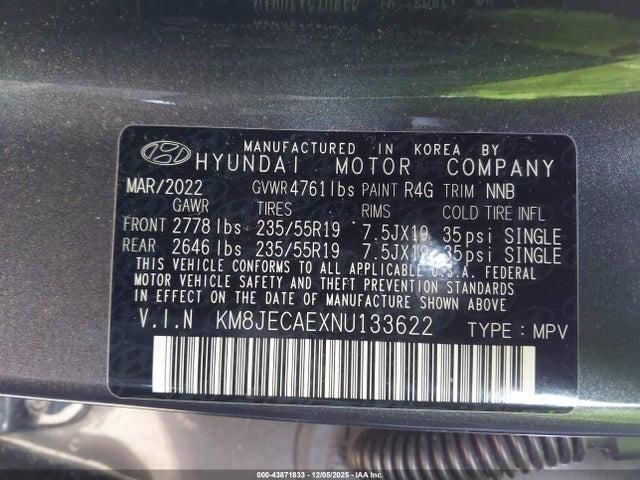 MANUFACTURED IN KOREA BY
HYUNDAI MOTOR COMPANY
MAR/2022 GVWR 4761lbs PAINT R4G TRIM NNB
GAWR TIRES RIMS COLD TIRE INFL
FRONT 2778 lbs 235/55R19 7.5JX19 35psi SINGLE
REAR 2646 lbs 235/55R19 7.5JX19 35psi SINGLE
THIS VEHICLE CONFORMS TO ALL APPLICABLE U.S.A. FEDERAL
MOTOR VEHICLE SAFETY AND THEFT PREVENTION STANDARDS
IN EFFECT ON THE DATE OF MANUFACTURE SHOWN ABOVE.
V.I.N KM8JECAEXNU133622 TYPE : MPV
000-43871833 - 12/05/2025 - IAA Inc.